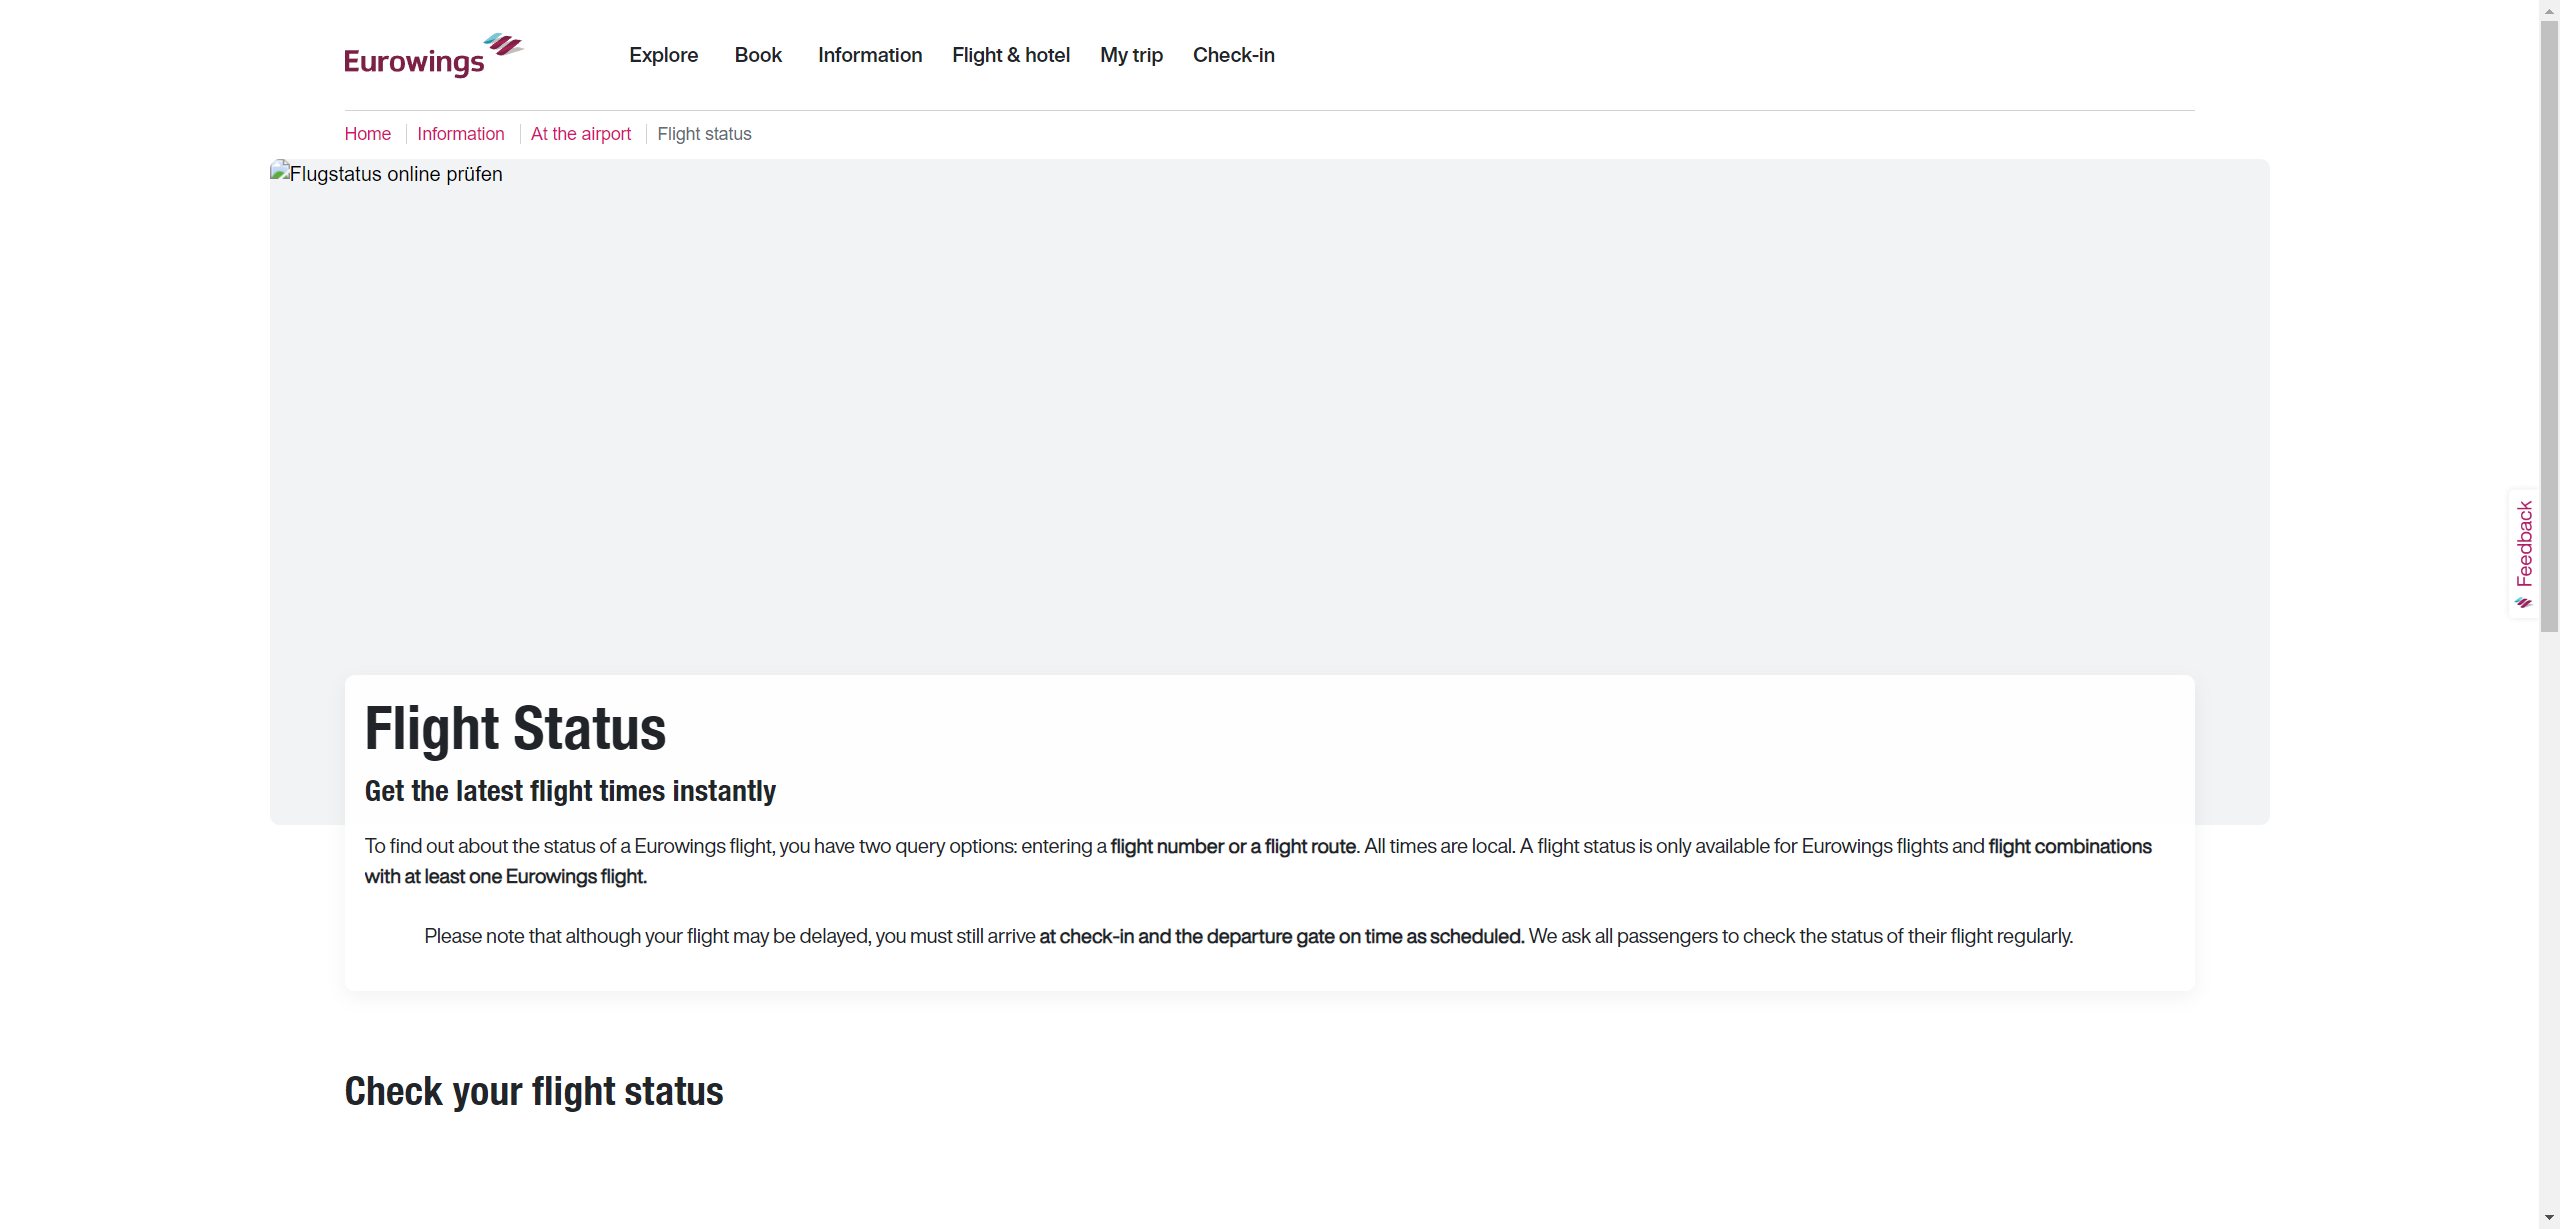 Eurowings
Explore Book Information Flight & hotel My trip Check-in
Home Information At the airport Flight status
Flugstatus online prüfen
Feedback
Flight Status
Get the latest flight times instantly
To find out about the status of a Eurowings flight, you have two query options: entering a flight number or a flight route. All times are local. A flight status is only available for Eurowings flights and flight combinations
with at least one Eurowings flight.
Please note that although your flight may be delayed, you must still arrive at check-in and the departure gate on time as scheduled. We ask all passengers to check the status of their flight regularly.
Check your flight status